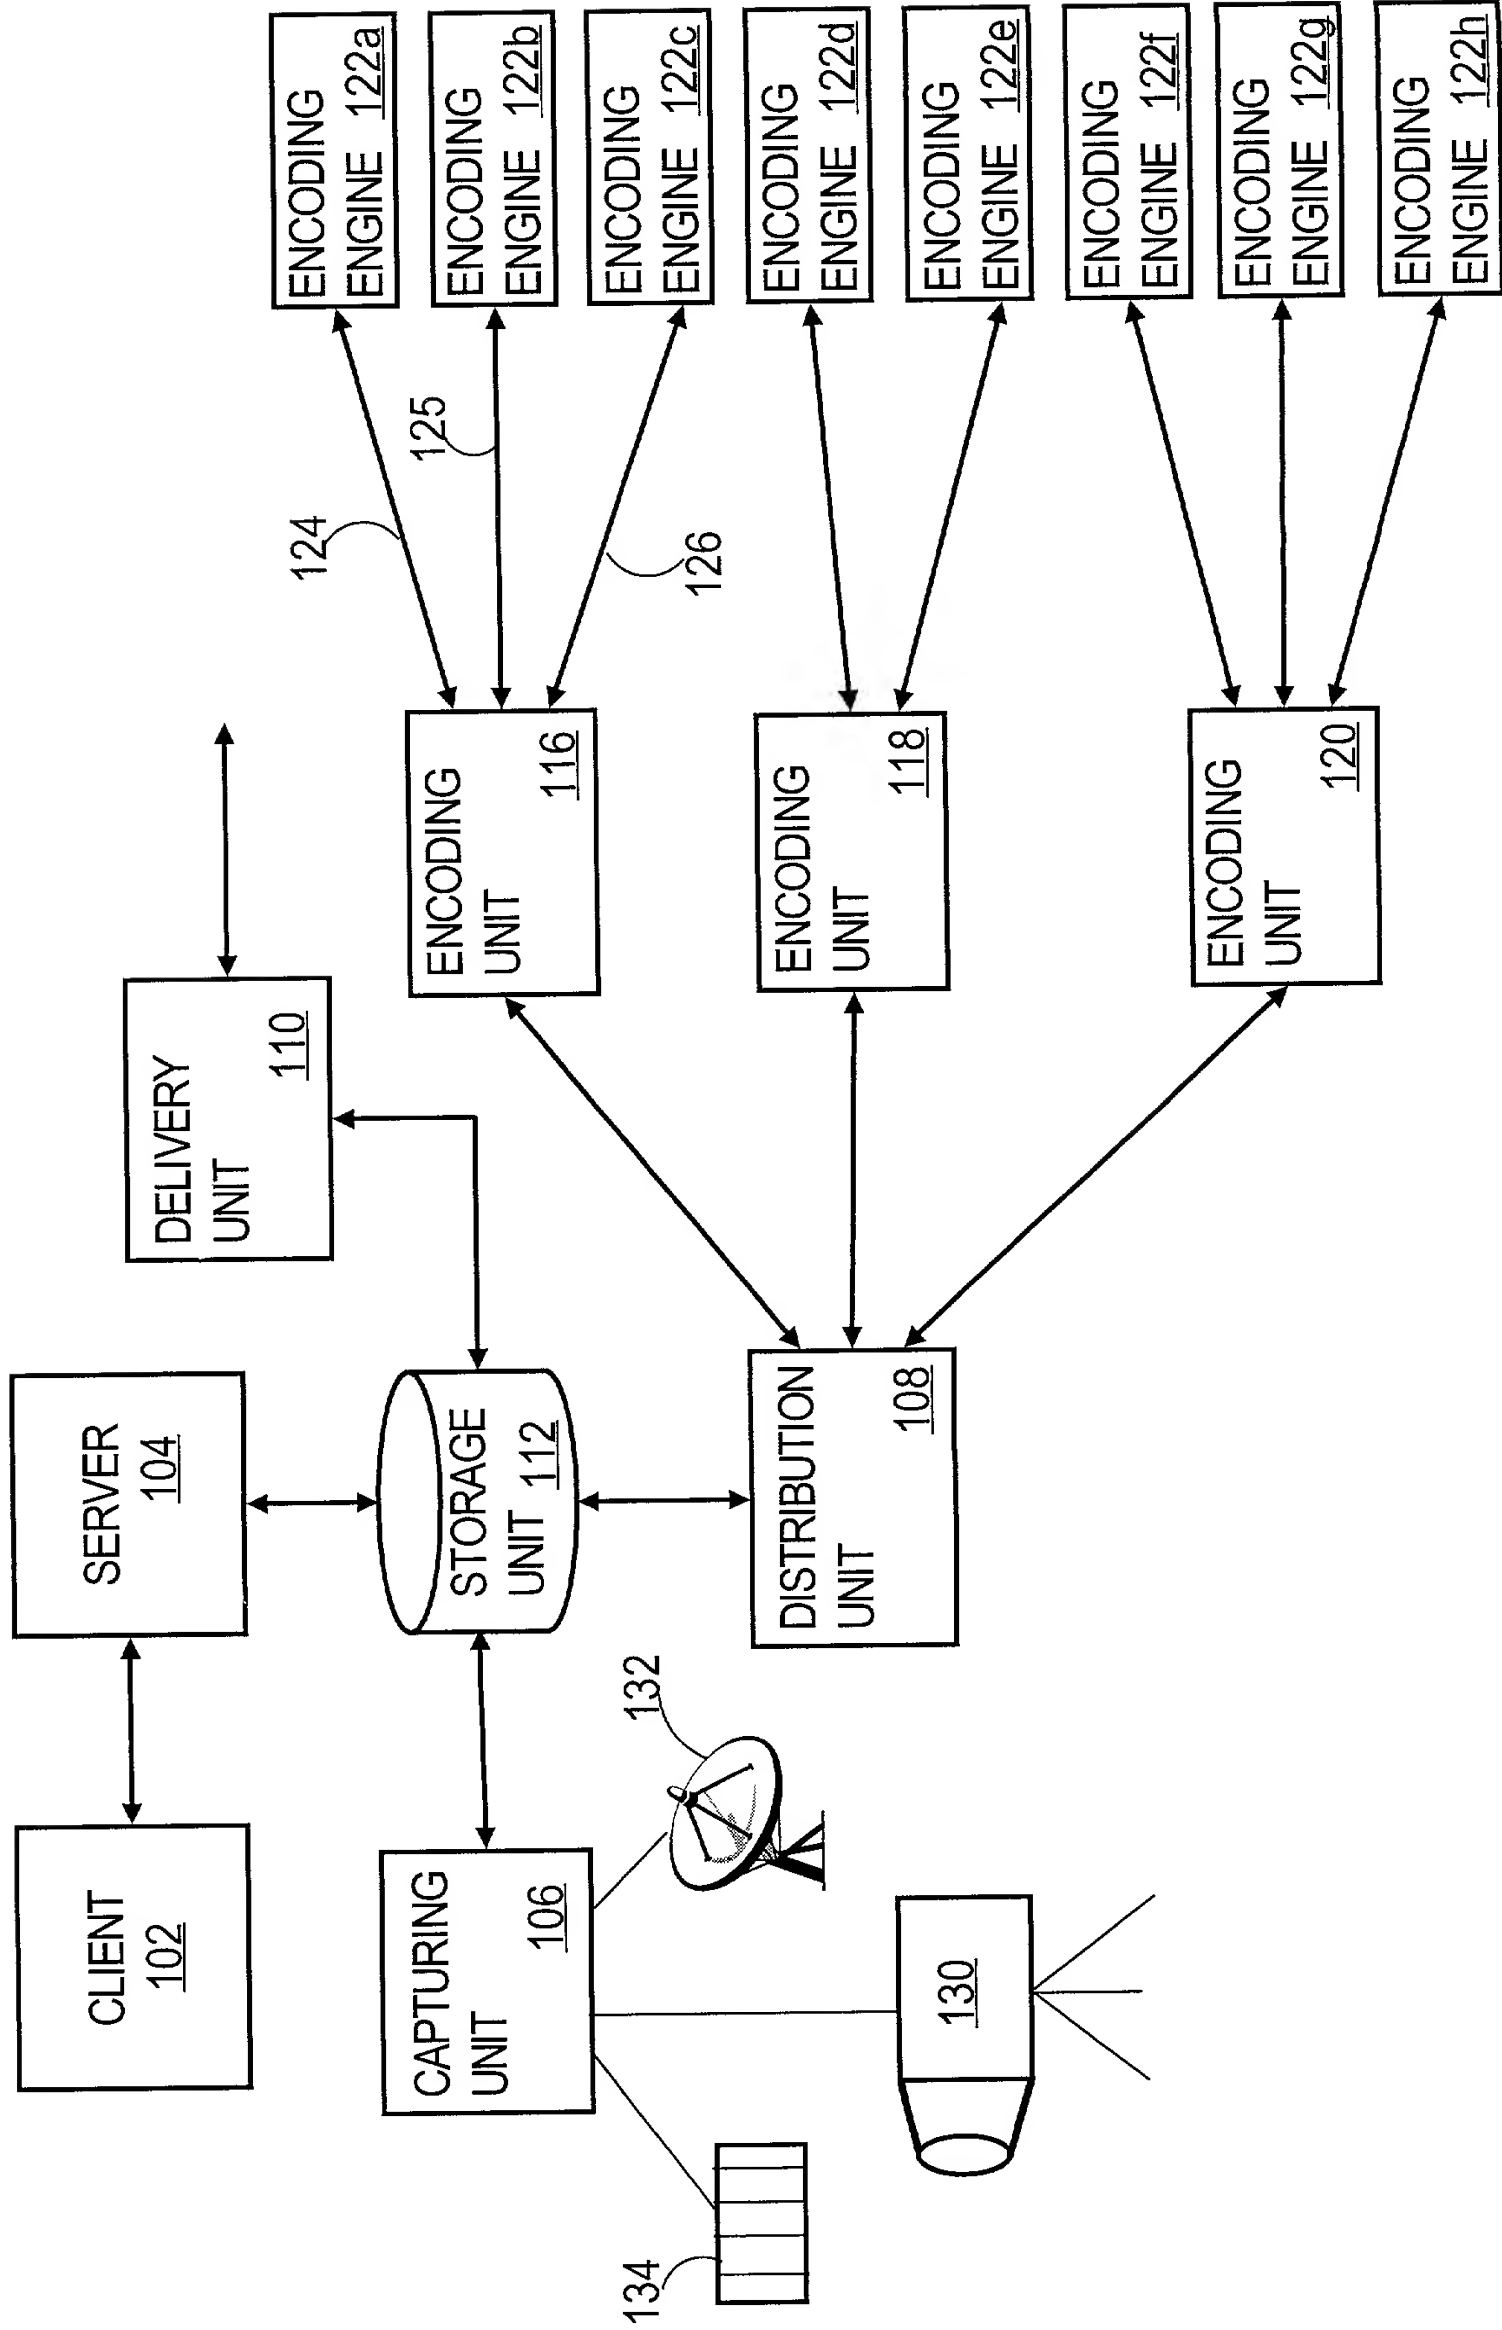 CLIENT
102
SERVER
104
DELIVERY
UNIT
110
CAPTURING
UNIT
106
STORAGE
UNIT 112
DISTRIBUTION
UNIT
108
134
132
130
ENCODING
UNIT
116
ENCODING
UNIT
118
ENCODING
UNIT
120
124
125
126
ENCODING
ENGINE 122a
ENCODING
ENGINE 122b
ENCODING
ENGINE 122c
ENCODING
ENGINE 122d
ENCODING
ENGINE 122e
ENCODING
ENGINE 122f
ENCODING
ENGINE 122g
ENCODING
ENGINE 122h